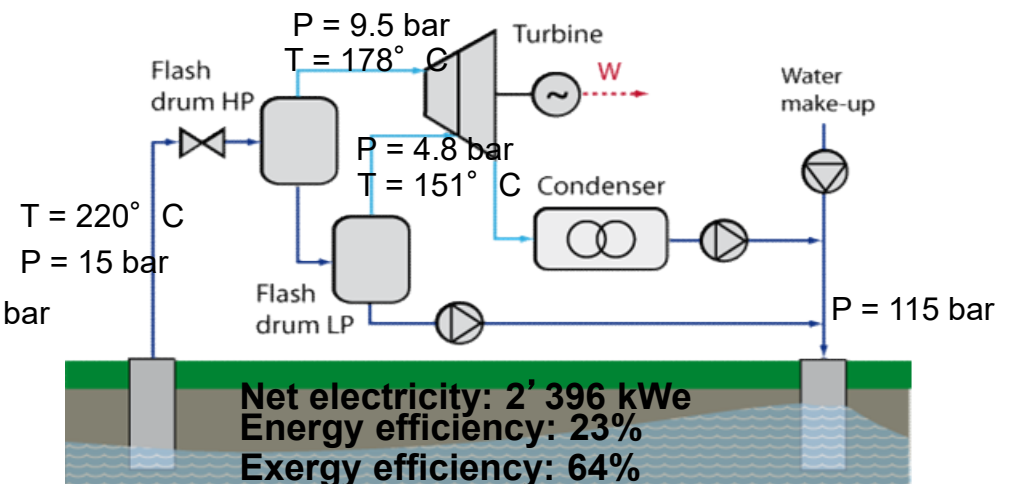 P = 9.5 bar
T = 178° C
Turbine
W
Flash
drum HP
Water
make-up
P = 4.8 bar
T = 151° C
Condenser
T = 220° C
P = 15 bar
bar
Flash
drum LP
P = 115 bar
~
Net electricity: 2’396 kWe
Energy efficiency: 23%
Exergy efficiency: 64%